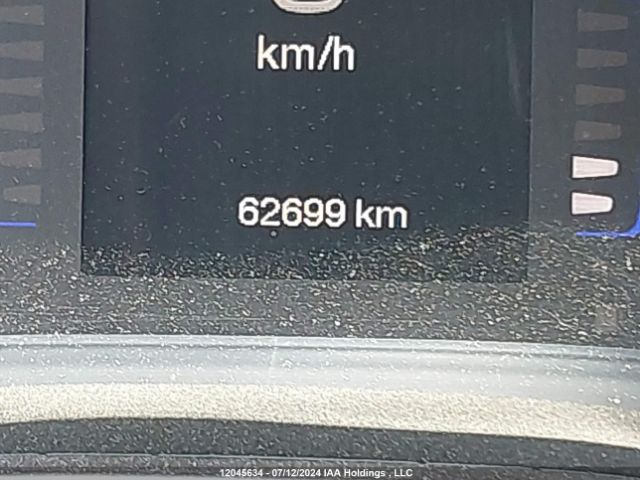 km/h
62699 km
12045634 - 07/12/2024 IAA Holdings , LLC